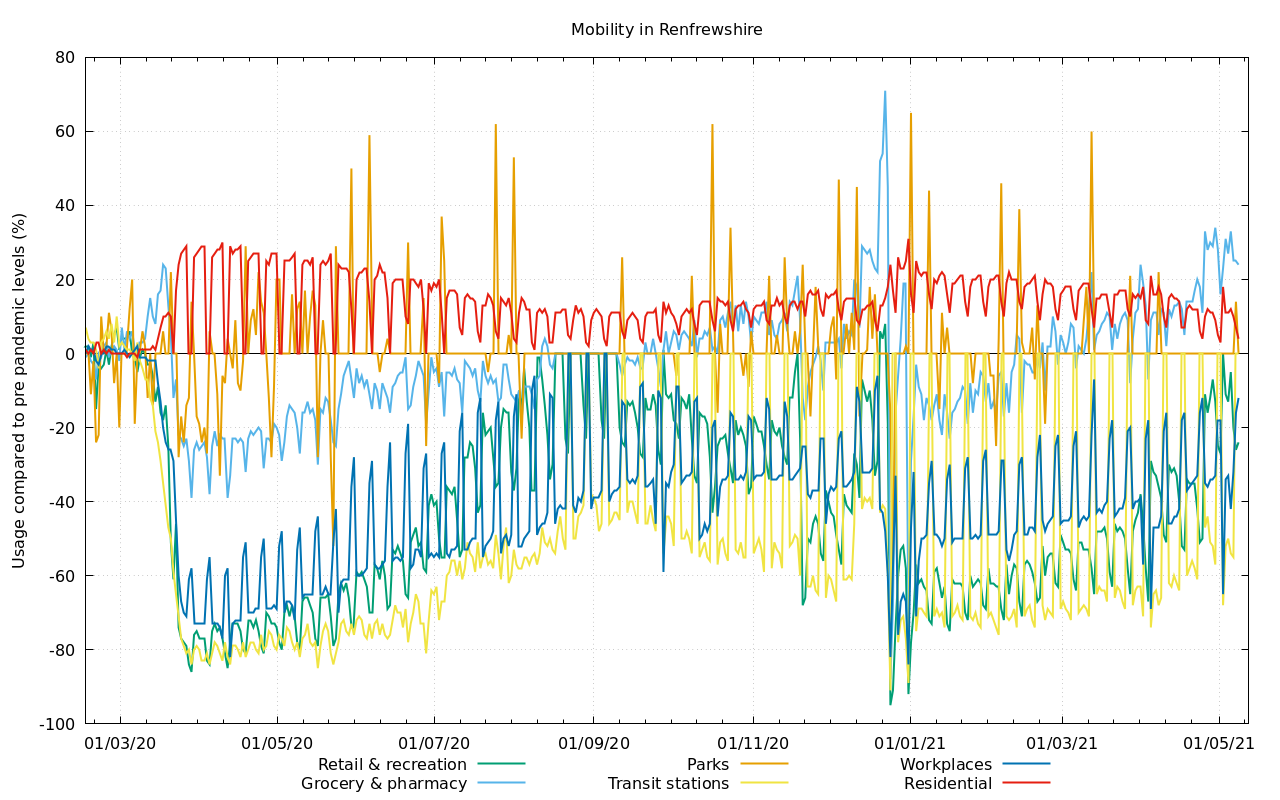 Mobility in Renfrewshire
Usage compared to pre pandemic levels (%)
80
60
40
20
0
-20
-40
-60
-80
-100
01/03/20 01/05/20 01/07/20 01/09/20 01/11/20 01/01/21 01/03/21 01/05/21
Retail & recreation Parks Workplaces
Grocery & pharmacy Transit stations Residential